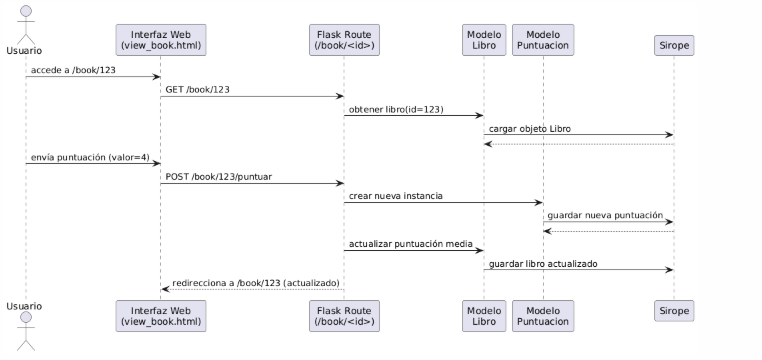 Usuario
Interfaz Web
(view_book.html)
Flask Route
(/book/<id>)
Modelo
Libro
Modelo
Puntuacion
Sirope
accede a /book/123
GET /book/123
obtener libro(id=123)
cargar objeto Libro
envía puntuación (valor=4)
POST /book/123/puntuar
crear nueva instancia
guardar nueva puntuación
actualizar puntuación media
guardar libro actualizado
redirecciona a /book/123 (actualizado)
Usuario
Interfaz Web
(view_book.html)
Flask Route
(/book/<id>)
Modelo
Libro
Modelo
Puntuacion
Sirope